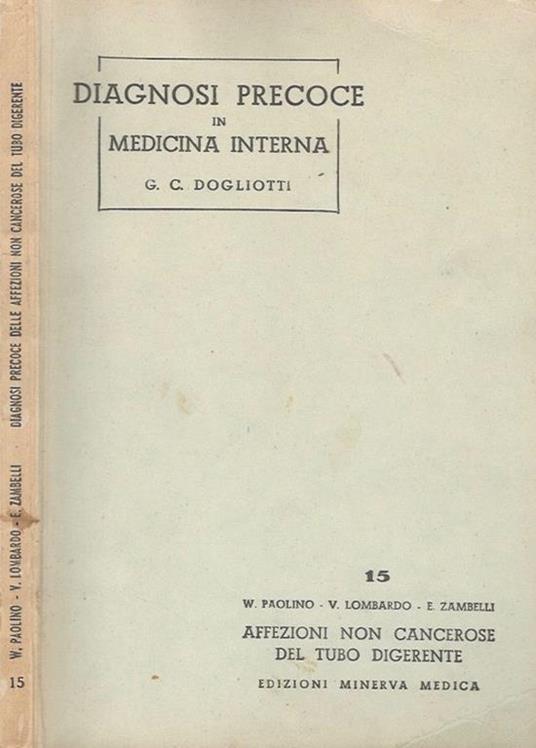 DIAGNOSI PRECOCE
IN
MEDICINA INTERNA
G. C. DOGLIOTTI
15
W. PAOLINO - V. LOMBARDO - E. ZAMBELLI
AFFEZIONI NON CANCEROSE
DEL TUBO DIGERENTE
EDIZIONI MINERVA MEDICA
15 W. PAOLINO - V. LOMBARDO - E. ZAMBELLI · DIAGNOSI PRECOCE DELLE AFFEZIONI NON CANCEROSE DEL TUBO DIGERENTE